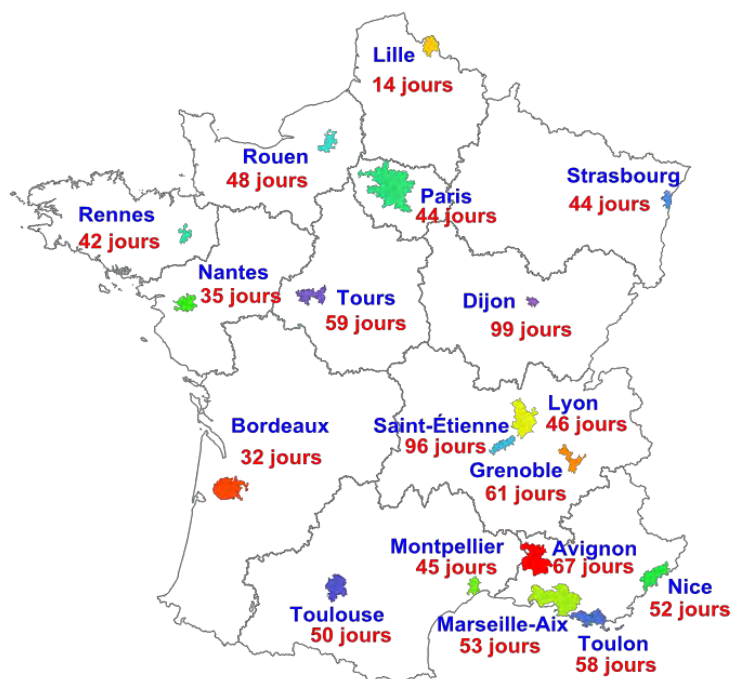 Lille
14 jours
Rouen
48 jours
Paris
44 jours
Strasbourg
44 jours
Rennes
42 jours
Nantes
35 jours
Tours
59 jours
Dijon
99 jours
Lyon
46 jours
Saint-Étienne
96 jours
Grenoble
61 jours
Bordeaux
32 jours
Montpellier
45 jours
Avignon
67 jours
Nice
52 jours
Toulouse
50 jours
Marseille-Aix
53 jours
Toulon
58 jours